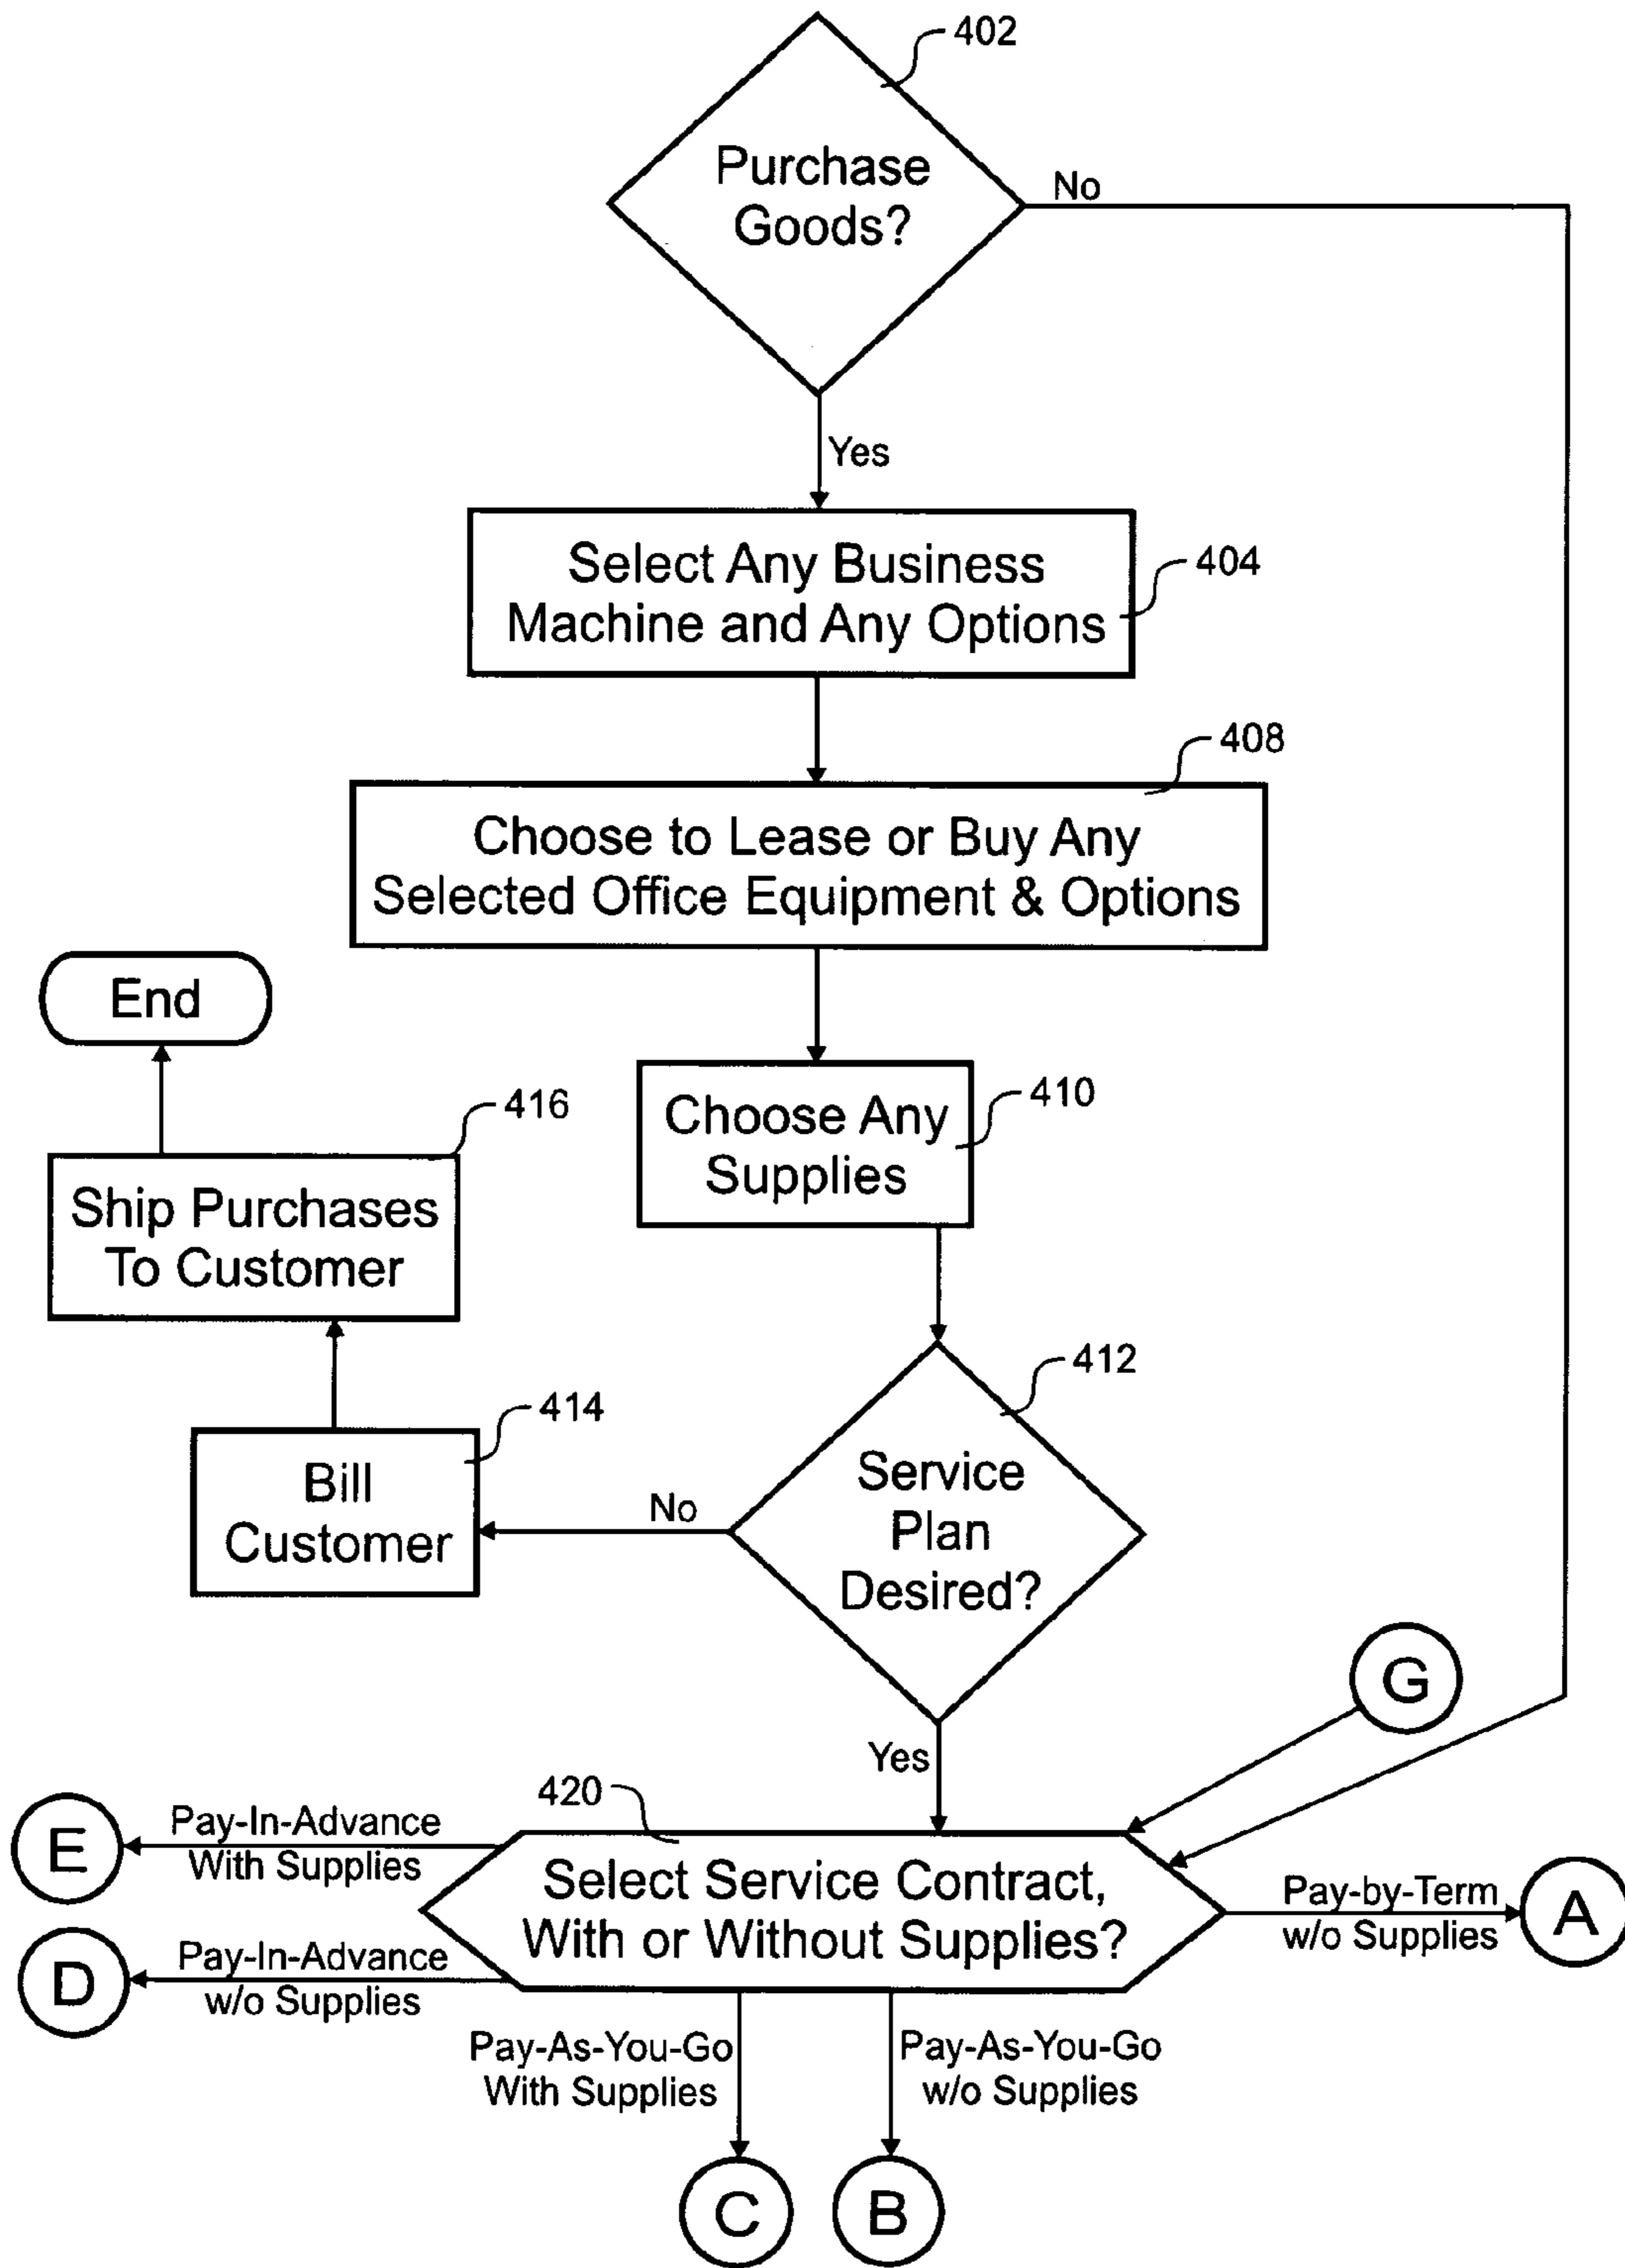 402
Purchase
Goods?
No
Yes
Select Any Business
Machine and Any Options
404
408
Choose to Lease or Buy Any
Selected Office Equipment & Options
End
416
Choose Any
Supplies
410
Ship Purchases
To Customer
412
414
Bill
Customer
No
Service
Plan
Desired?
G
Yes
420
E
Pay-In-Advance
With Supplies
Select Service Contract,
With or Without Supplies?
Pay-by-Term
w/o Supplies
A
D
Pay-In-Advance
w/o Supplies
Pay-As-You-Go
With Supplies
Pay-As-You-Go
w/o Supplies
C
B